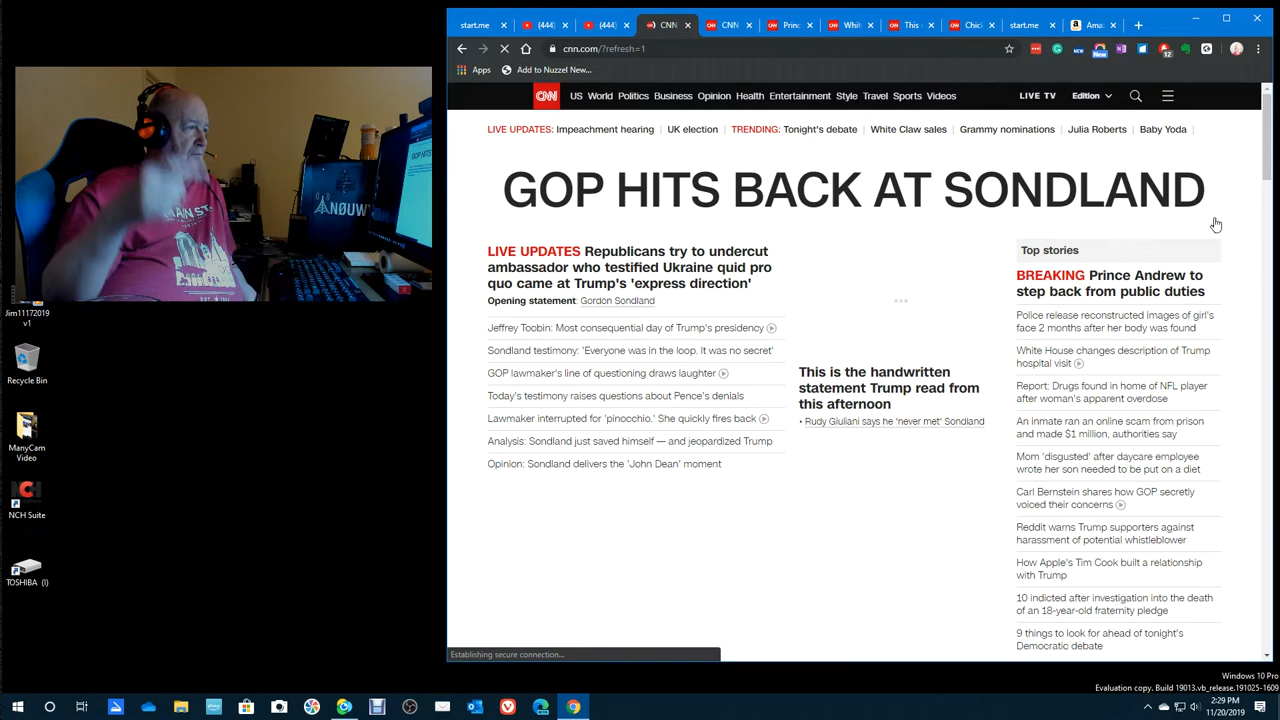 start.me
(444)
(444)
CNN
CNN
Princ
Whit
This
Chic
start.me
Ama
cnn.com/?refresh=1
Apps
Add to Nuzzel New...
New
12
CNN
US World Politics Business Opinion Health Entertainment Style Travel Sports Videos
LIVE TV
Edition
LIVE UPDATES: Impeachment hearing
UK election
TRENDING: Tonight's debate
White Claw sales
Grammy nominations
Julia Roberts
Baby Yoda
GOP HITS BACK AT SONDLAND
LIVE UPDATES Republicans try to undercut
ambassador who testified Ukraine quid pro
quo came at Trump's 'express direction'
Opening statement: Gordon Sondland
Jeffrey Toobin: Most consequential day of Trump's presidency
Sondland testimony: 'Everyone was in the loop. It was no secret'
GOP lawmaker's line of questioning draws laughter
Today's testimony raises questions about Pence's denials
Lawmaker interrupted for 'pinocchio.' She quickly fires back
Analysis: Sondland just saved himself — and jeopardized Trump
Opinion: Sondland delivers the 'John Dean' moment
This is the handwritten
statement Trump read from
this afternoon
• Rudy Giuliani says he 'never met' Sondland
Top stories
BREAKING Prince Andrew to
step back from public duties
Police release reconstructed images of girl's
face 2 months after her body was found
White House changes description of Trump
hospital visit
Report: Drugs found in home of NFL player
after woman's apparent overdose
An inmate ran an online scam from prison
and made $1 million, authorities say
Mom 'disgusted' after daycare employee
wrote her son needed to be put on a diet
Carl Bernstein shares how GOP secretly
voiced their concerns
Reddit warns Trump supporters against
harassment of potential whistleblower
How Apple's Tim Cook built a relationship
with Trump
10 indicted after investigation into the death
of an 18-year-old fraternity pledge
9 things to look for ahead of tonight's
Democratic debate
Establishing secure connection...
MAIN ST
GOP HITS
NØUW
Jim11172019
v1
Recycle Bin
ManyCam
Video
NCH
NCH Suite
TOSHIBA (I)
Windows 10 Pro
Evaluation copy. Build 19013.vb_release.191025-1609
2:29 PM
11/20/2019